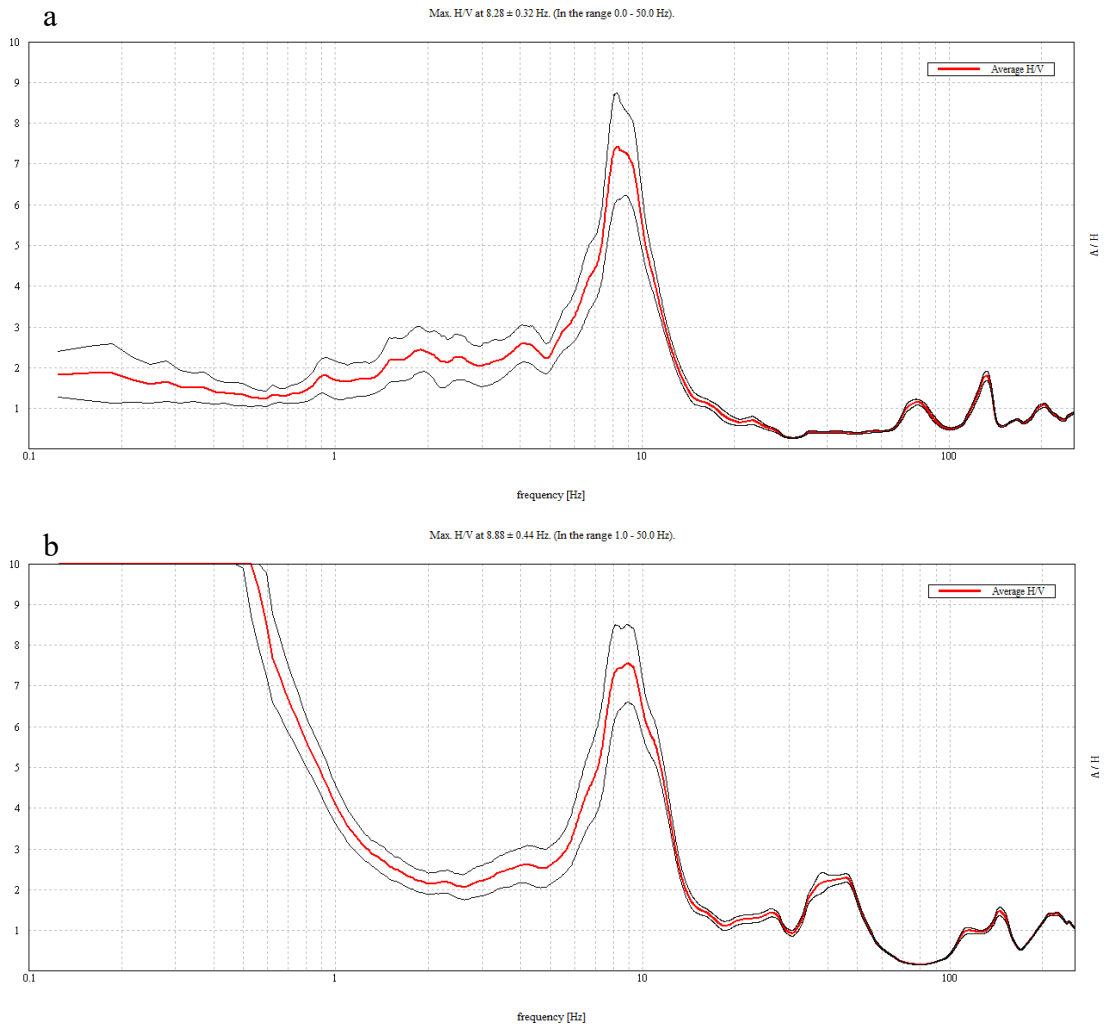 a
Max. H/V at 8.28 ± 0.32 Hz. (In the range 0.0 - 50.0 Hz).
10
Average H/V
9
8
7
6
5
H/V
4
3
2
1
0.1 1 10 100
frequency [Hz]
b
Max. H/V at 8.88 ± 0.44 Hz. (In the range 1.0 - 50.0 Hz).
10
Average H/V
9
8
7
6
5
H/V
4
3
2
1
0.1 1 10 100
frequency [Hz]